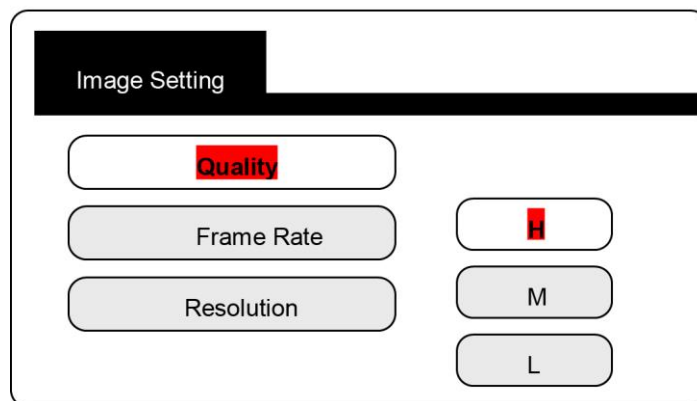 Image Setting
Quality
Frame Rate
Resolution
H
M
L